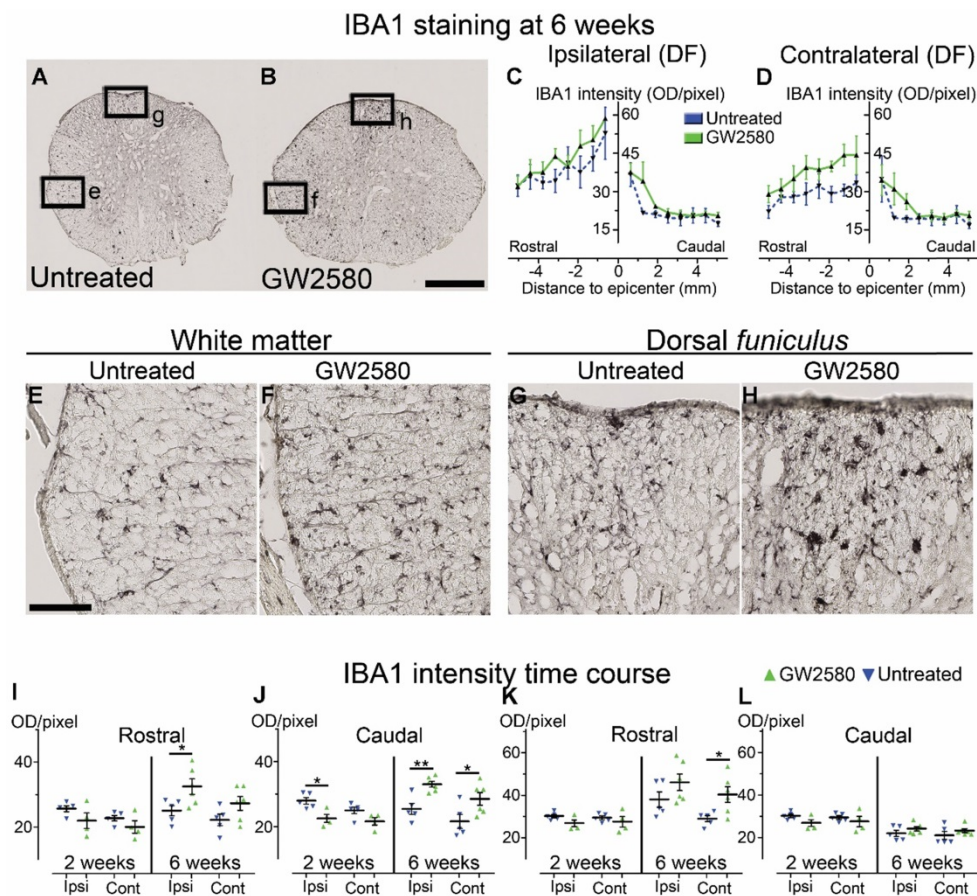 IBA1 staining at 6 weeks
Ipsilateral (DF)
Contralateral (DF)
A
g
e
Untreated
B
h
f
GW2580
C
IBA1 intensity (OD/pixel)
Untreated
GW2580
60
45
30
15
Rostral
Caudal
-4
-2
0
2
4
Distance to epicenter (mm)
D
IBA1 intensity (OD/pixel)
60
45
30
15
Rostral
Caudal
-4
-2
0
2
4
Distance to epicenter (mm)
White matter
Dorsal funiculus
Untreated
GW2580
Untreated
GW2580
E
F
G
H
IBA1 intensity time course
GW2580
Untreated
I
OD/pixel
Rostral
*
40
20
2 weeks
6 weeks
Ipsi
Cont
Ipsi
Cont
J
OD/pixel
Caudal
*
**
*
40
20
2 weeks
6 weeks
Ipsi
Cont
Ipsi
Cont
K
OD/pixel
Rostral
*
60
40
20
2 weeks
6 weeks
Ipsi
Cont
Ipsi
Cont
L
OD/pixel
Caudal
60
40
20
2 weeks
6 weeks
Ipsi
Cont
Ipsi
Cont